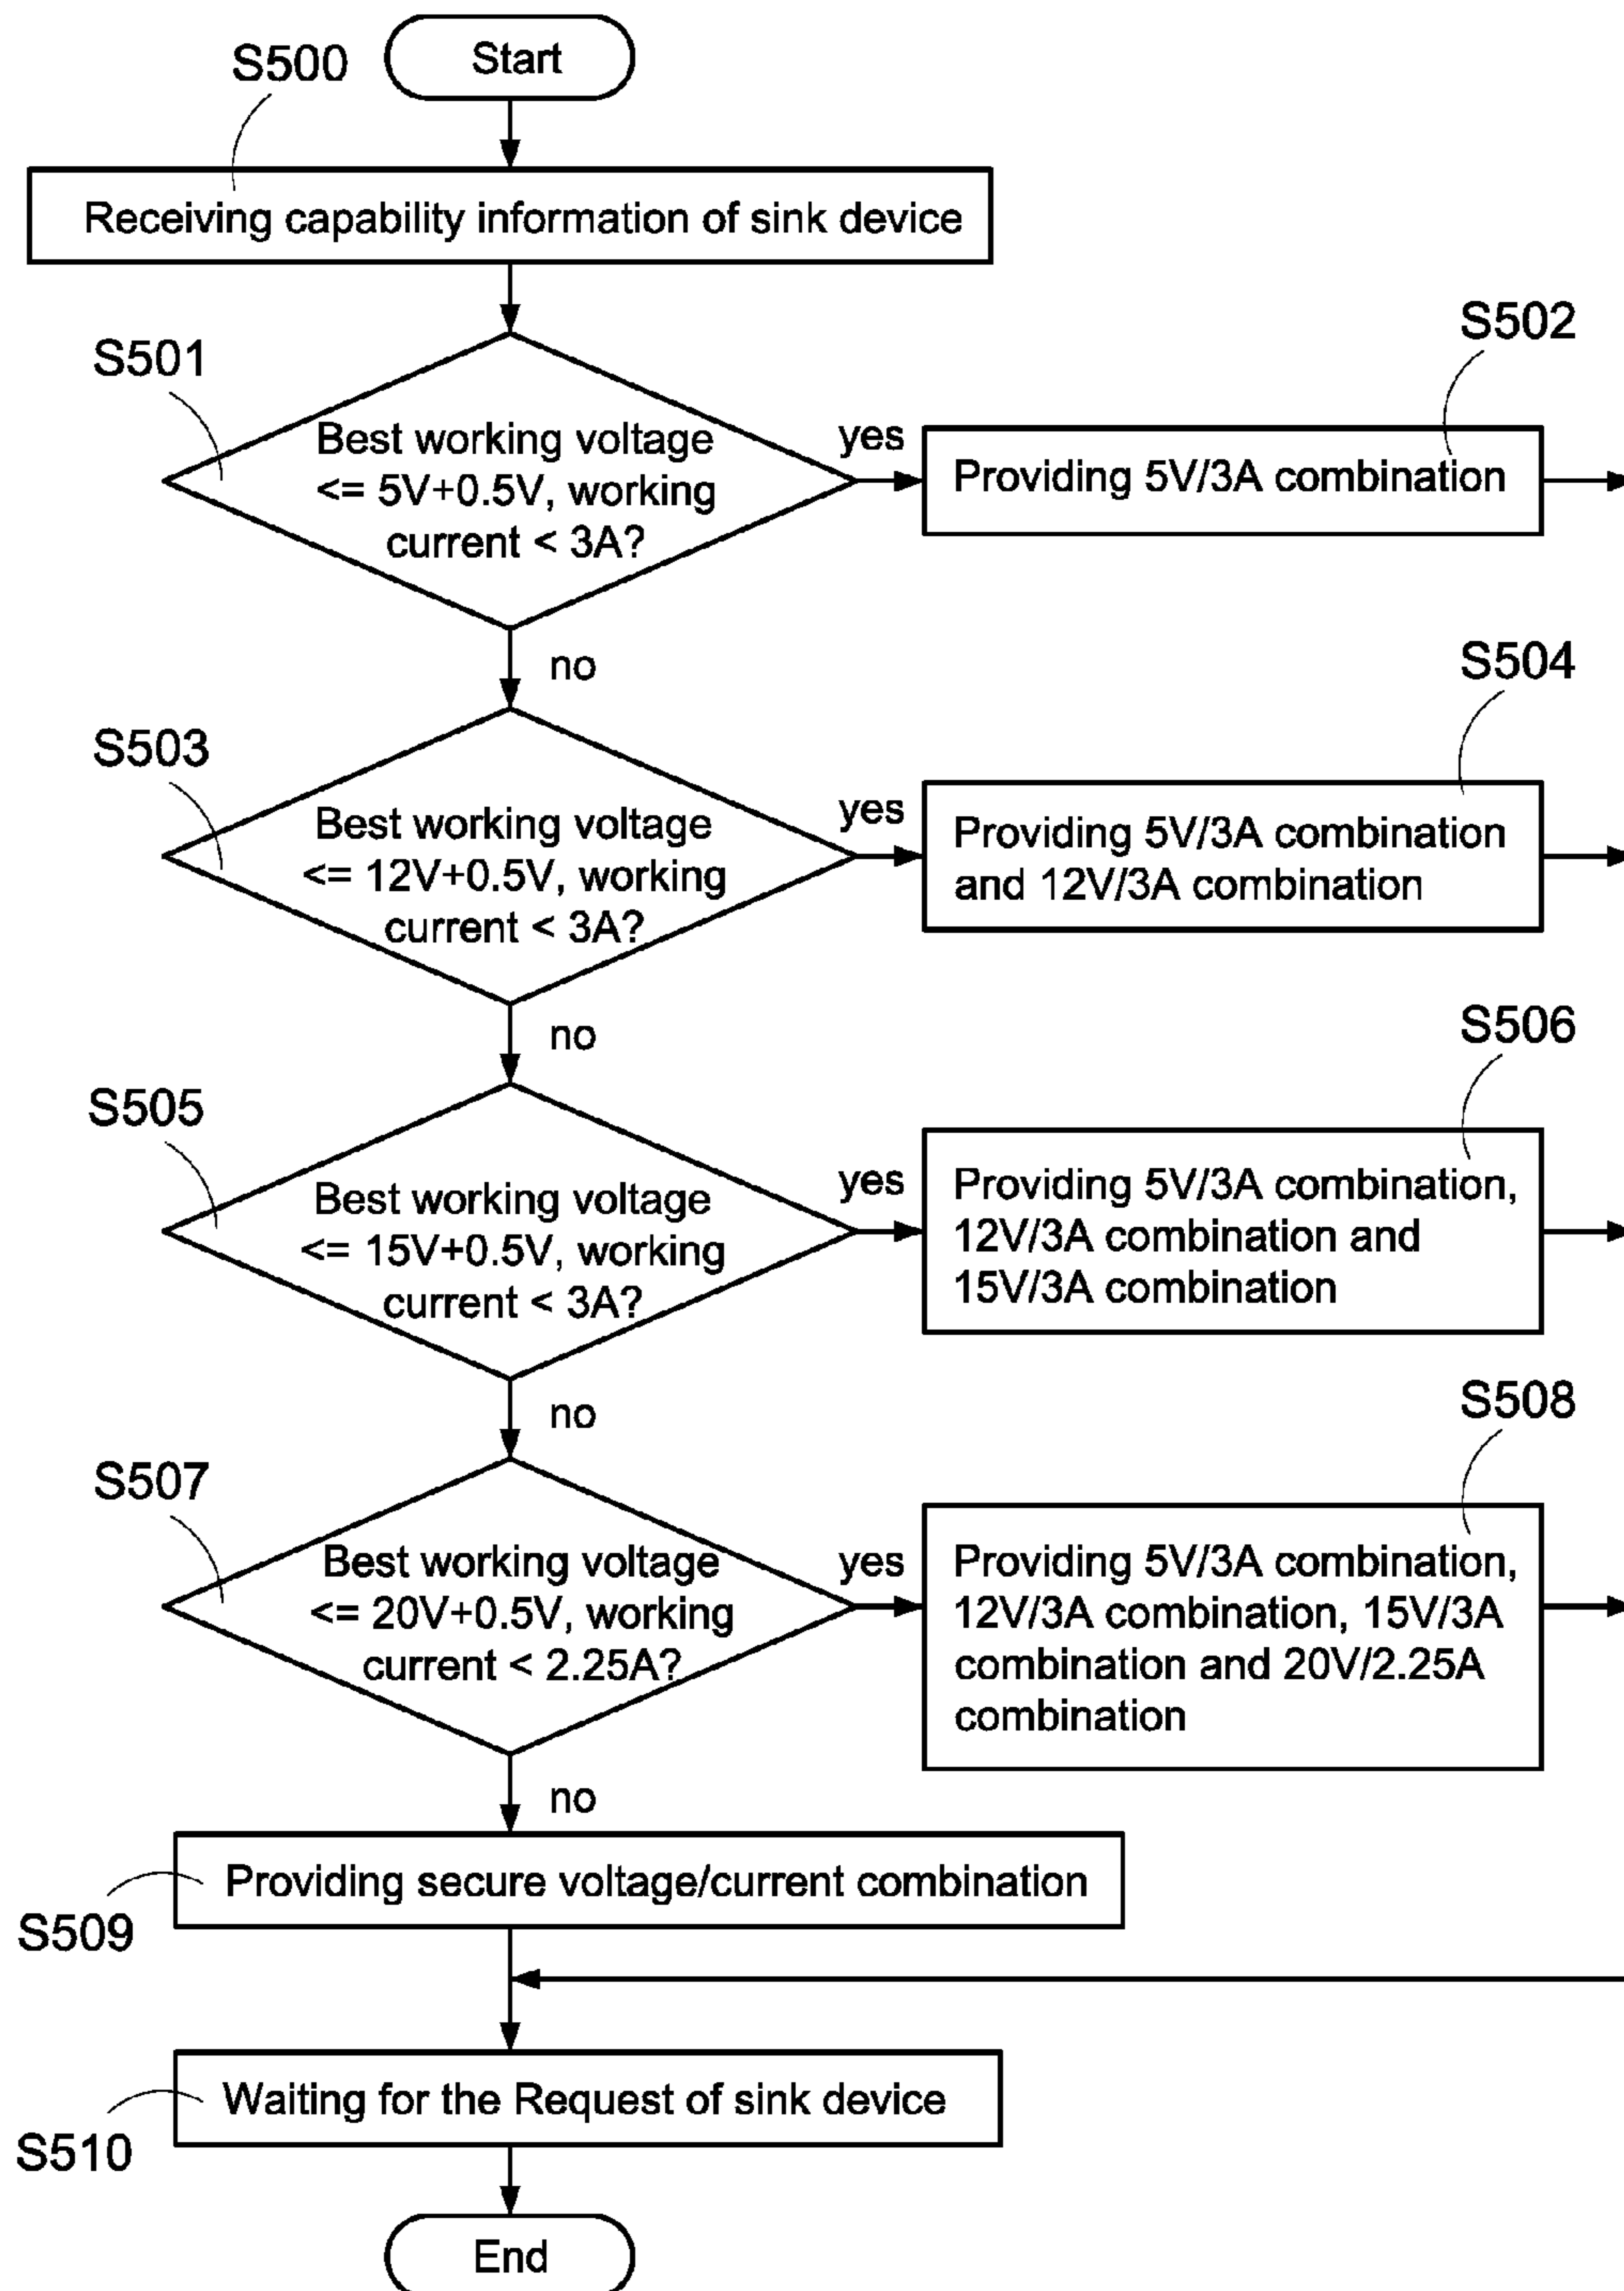 Start
S500
Receiving capability information of sink device
S501
Best working voltage
<= 5V+0.5V, working
current < 3A?
yes
S502
Providing 5V/3A combination
no
S503
Best working voltage
<= 12V+0.5V, working
current < 3A?
yes
S504
Providing 5V/3A combination
and 12V/3A combination
no
S505
Best working voltage
<= 15V+0.5V, working
current < 3A?
yes
S506
Providing 5V/3A combination,
12V/3A combination and
15V/3A combination
no
S507
Best working voltage
<= 20V+0.5V, working
current < 2.25A?
yes
S508
Providing 5V/3A combination,
12V/3A combination, 15V/3A
combination and 20V/2.25A
combination
no
Providing secure voltage/current combination
S509
Waiting for the Request of sink device
S510
End